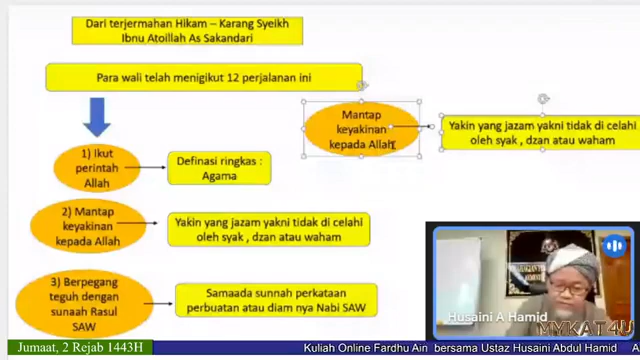 Dari terjermahan Hikam – Karang Syeikh
Ibnu Atoillah As Sakandari
Para wali telah menigikut 12 perjalanan ini
Mantap
keyakinan
kepada Allah
Yakin yang jazam yakni tidak di celahi
oleh syak , dzan atau waham
1) Ikut
perintah
Allah
Definasi ringkas :
Agama
2) Mantap
keyakinan
kepada Allah
Yakin yang jazam yakni tidak di celahi
oleh syak , dzan atau waham
3) Berpegang
teguh dengan
sunaah Rasul
SAW
Samaada sunnah perkataan
perbuatan atau diam nya Nabi SAW
Husaini A Hamid
MYKAT4U
Jumaat, 2 Rejab 1443H
Kuliah Online Fardhu Ain bersama Ustaz Husaini Abdul Hamid